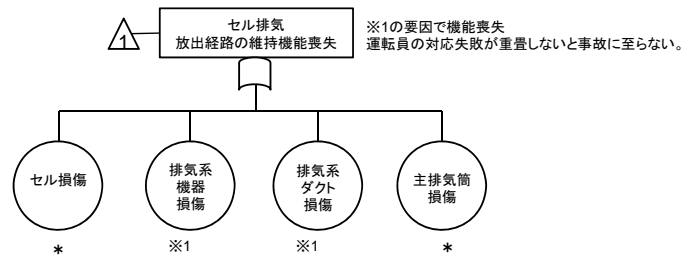 1
セル排気
放出経路の維持機能喪失
※1の要因で機能喪失
運転員の対応失敗が重畳しないと事故に至らない。
セル損傷
排気系
機器
損傷
排気系
ダクト
損傷
主排気筒
損傷
*
※1
※1
*